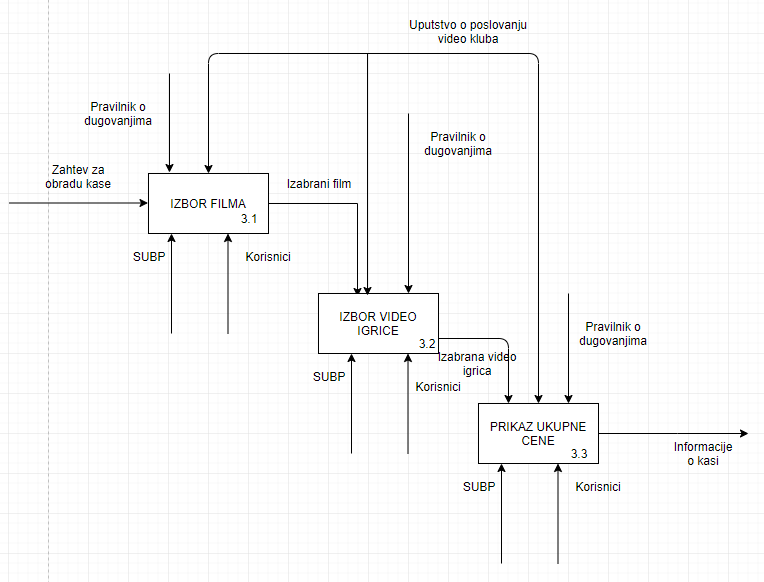 Uputstvo o poslovanju
video kluba
Pravilnik o
dugovanjima
Pravilnik o
dugovanjima
Zahtev za
obradu kase
Izabrani film
IZBOR FILMA
3.1
SUBP
Korisnici
IZBOR VIDEO
IGRICE
3.2
Pravilnik o
dugovanjima
Izabrana video
igrica
SUBP
Korisnici
PRIKAZ UKUPNE
CENE
3.3
Informacije
o kasi
SUBP
Korisnici